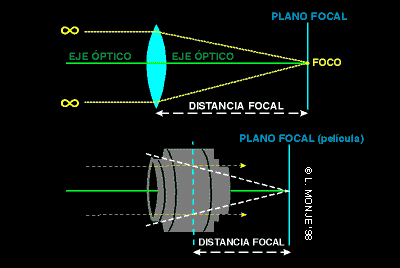 PLANO FOCAL
∞
EJE ÓPTICO EJE ÓPTICO
FOCO
∞
DISTANCIA FOCAL
PLANO FOCAL (película)
© L. MONJE'98
DISTANCIA FOCAL